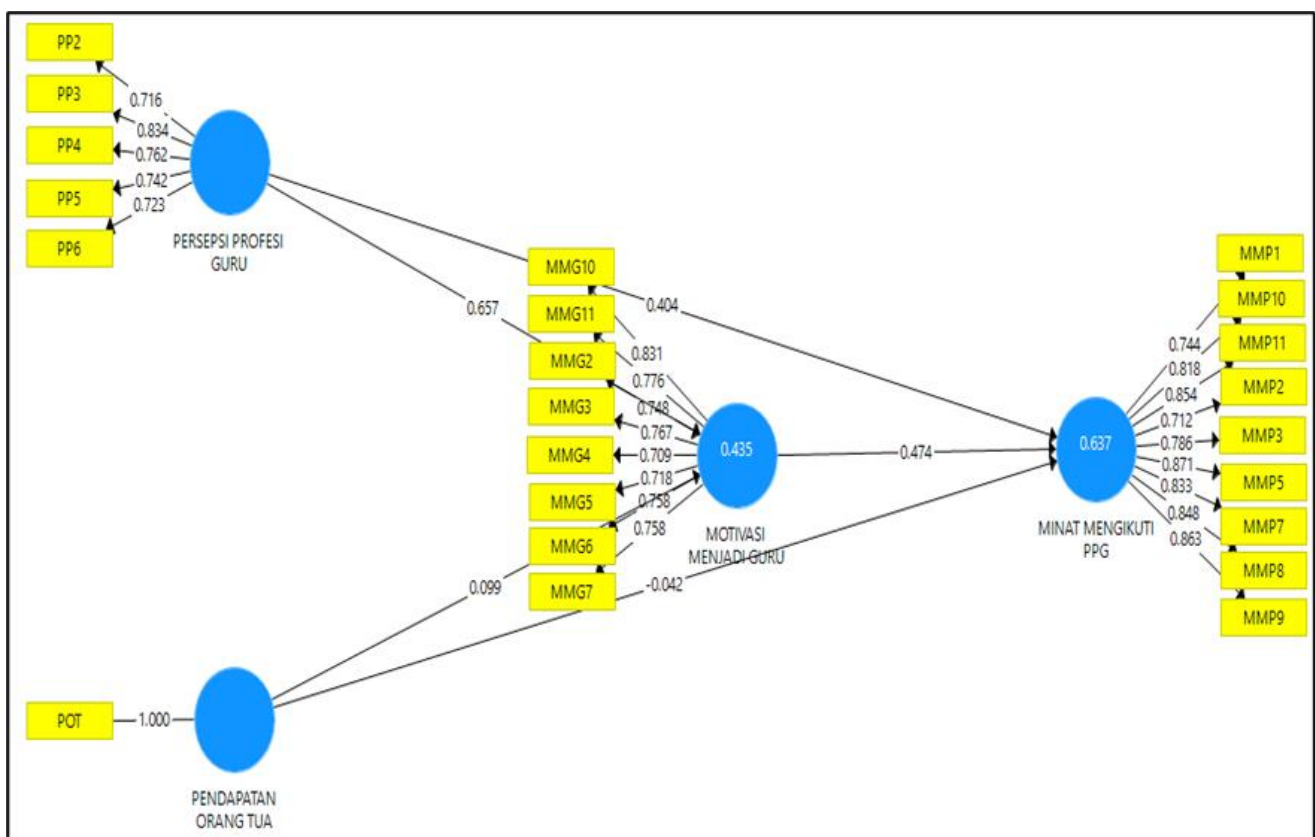 PP2
PP3
PP4
PP5
PP6
0.716
0.834
0.762
0.742
0.723
PERSEPSI PROFESI
GURU
0.657
0.404
MMG10
MMG11
MMG2
MMG3
MMG4
MMG5
MMG6
MMG7
0.831
0.776
0.748
0.767
0.709
0.718
0.758
0.758
0.435
MOTIVASI
MENJADI GURU
0.474
0.099
-0.042
0.637
MINAT MENGIKUTI
PPG
0.744
0.818
0.854
0.712
0.786
0.871
0.833
0.848
0.863
MMP1
MMP10
MMP11
MMP2
MMP3
MMP5
MMP7
MMP8
MMP9
POT
1.000
PENDAPATAN
ORANG TUA